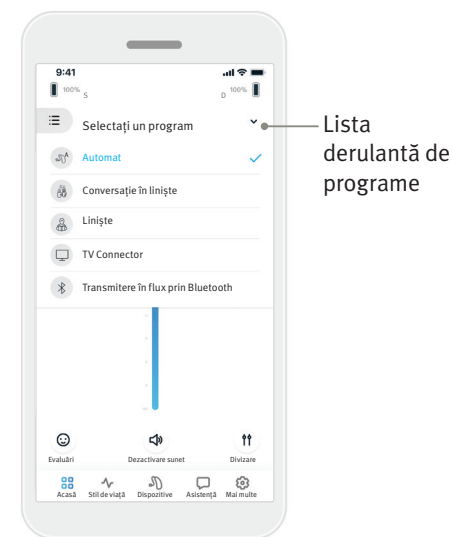 9:41
100% S
D 100%
Selectați un program
Automat
Conversație în liniște
Liniște
TV Connector
Transmitere în flux prin Bluetooth
Evaluări
Dezactivare sunet
Divizare
Acasă
Stil de viață
Dispozitive
Asistență
Mai multe
Lista
derulantă de
programe